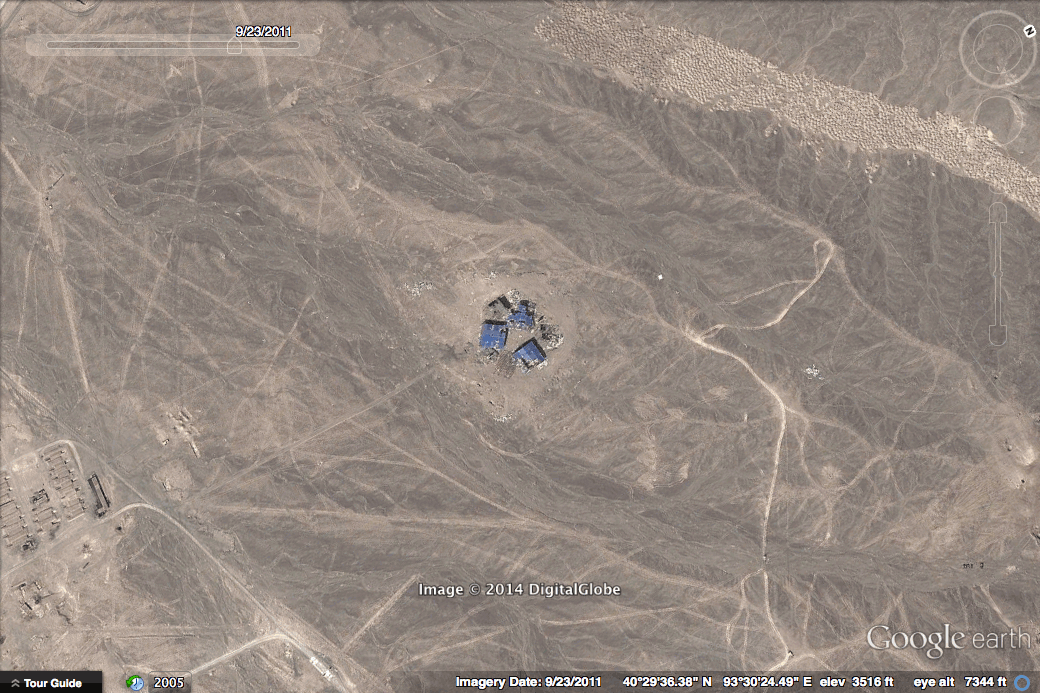 9/23/2011
N
Image © 2014 DigitalGlobe
Google earth
Tour Guide
2005
Imagery Date: 9/23/2011 40°29'36.38" N 93°30'24.49" E elev 3516 ft eye alt 7344 ft